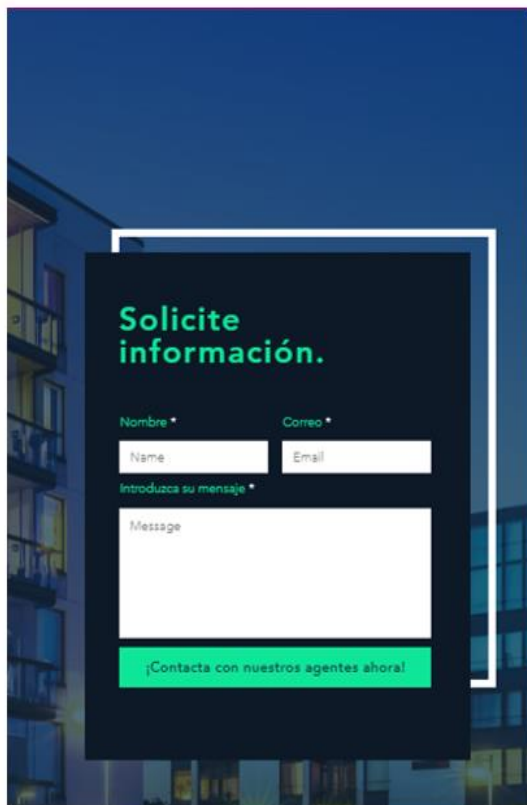 Solicite
información.
Nombre * Correo *
Name Email
Introduzca su mensaje *
Message
¡Contacta con nuestros agentes ahora!